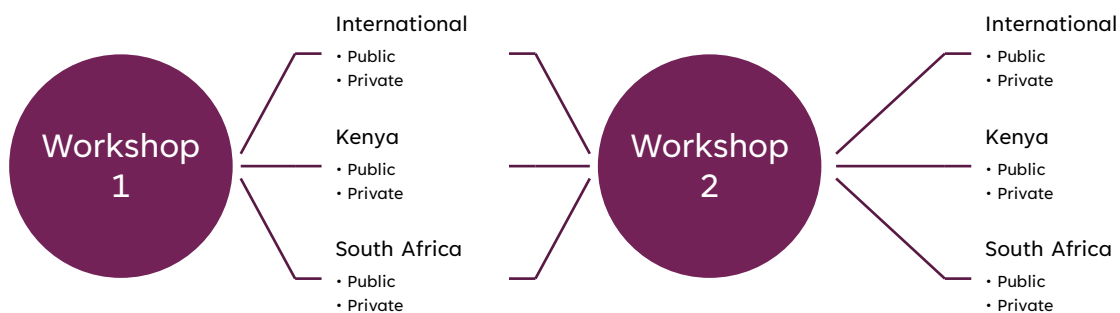 Workshop
1
International
• Public
• Private
Kenya
• Public
• Private
South Africa
• Public
• Private
Workshop
2
International
• Public
• Private
Kenya
• Public
• Private
South Africa
• Public
• Private